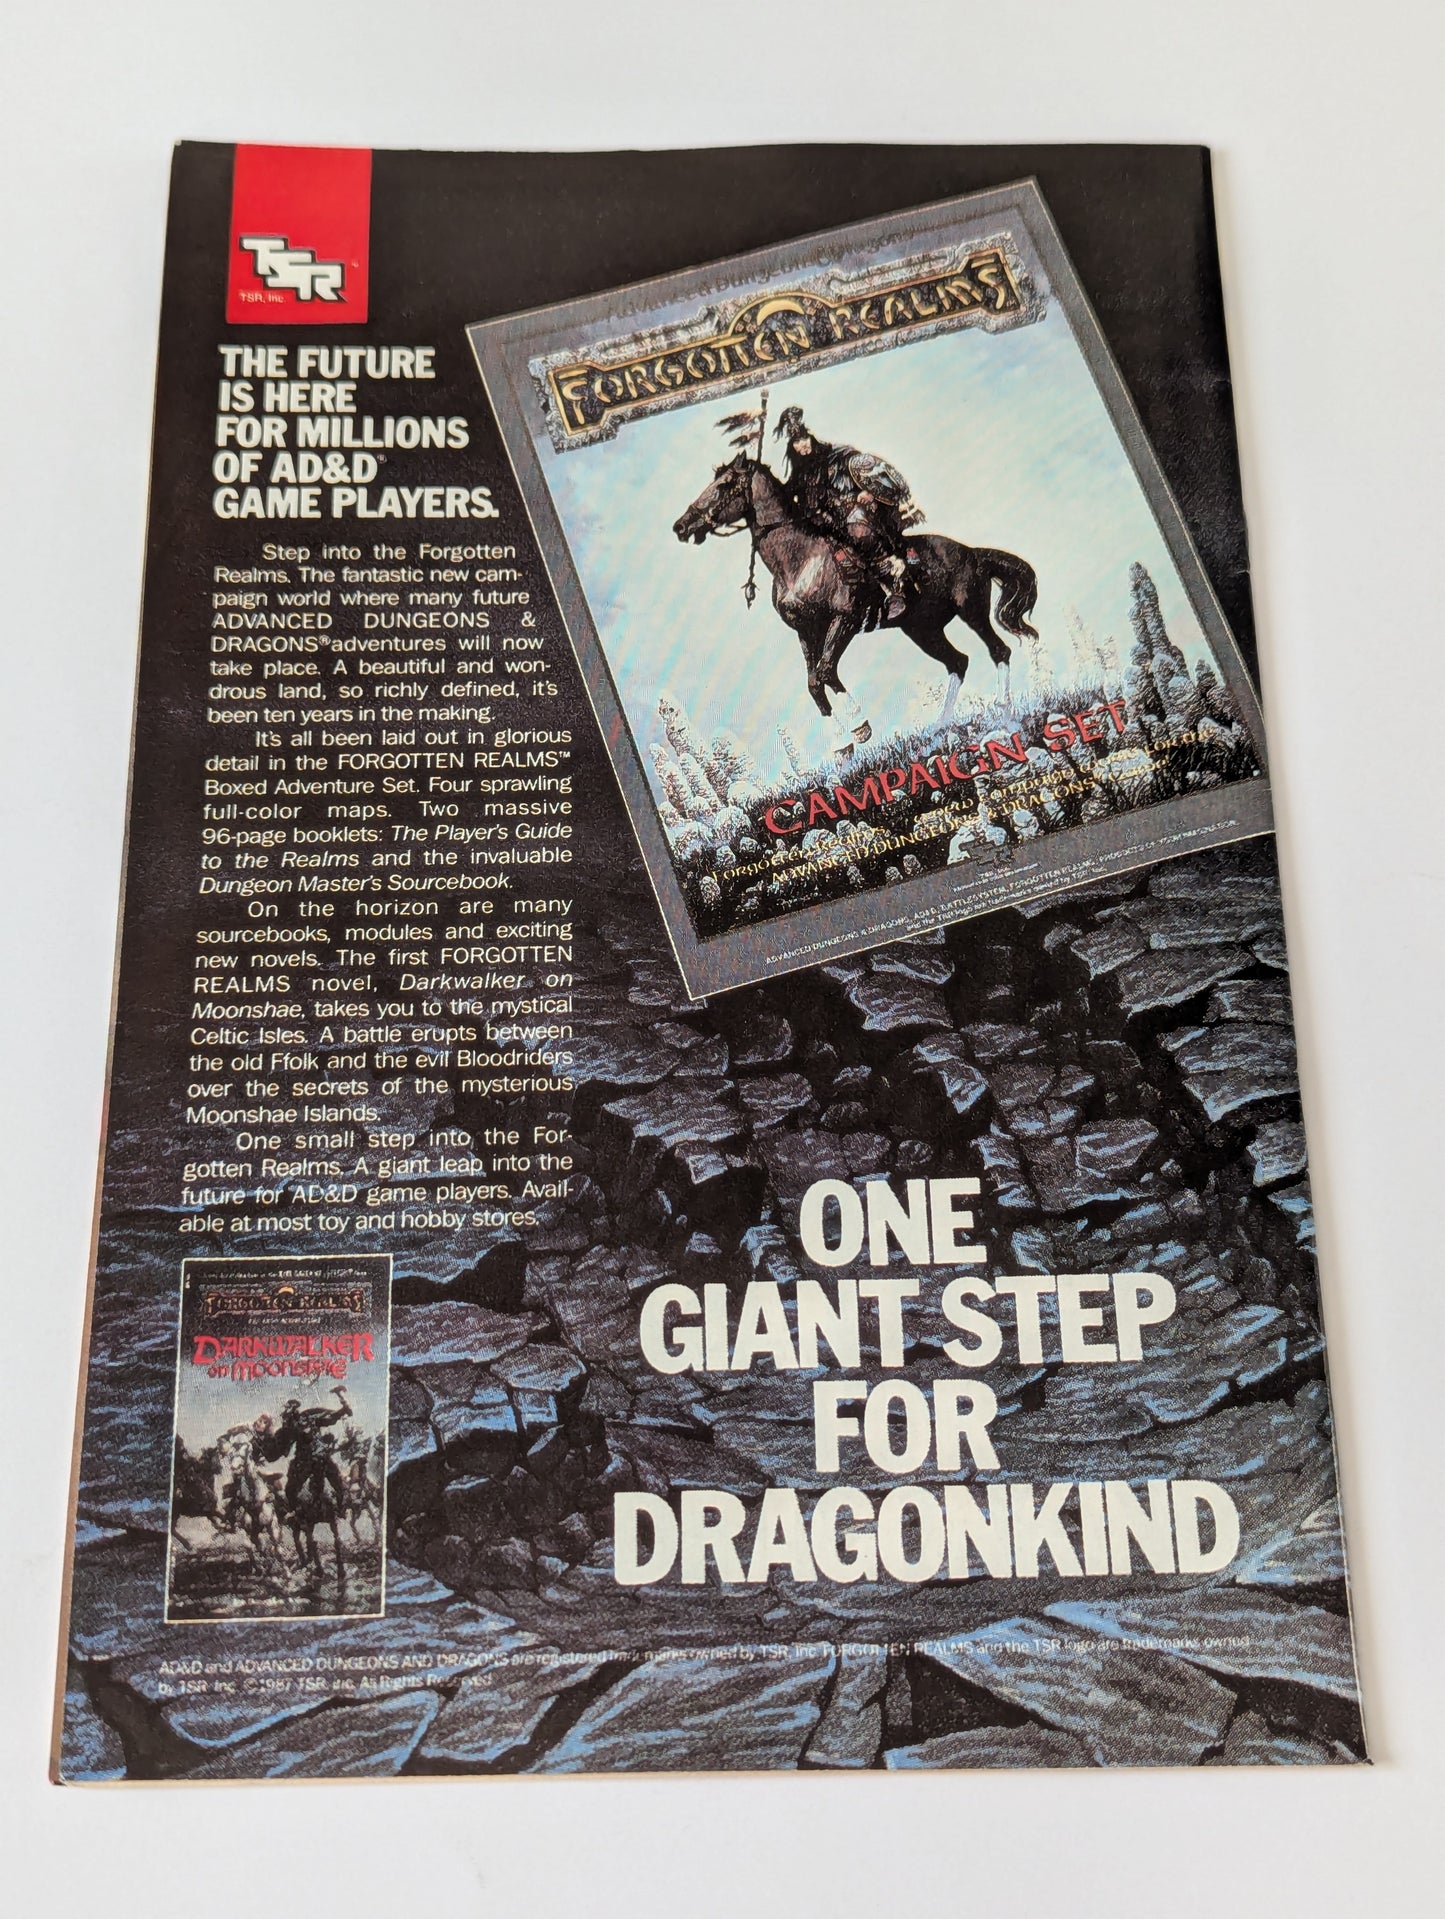 TSR
TSR, Inc.
THE FUTURE
IS HERE
FOR MILLIONS
OF AD&D®
GAME PLAYERS.
Step into the Forgotten
Realms. The fantastic new cam-
paign world where many future
ADVANCED DUNGEONS &
DRAGONS® adventures will now
take place. A beautiful and won-
drous land, so richly defined, it's
been ten years in the making.
It's all been laid out in glorious
detail in the FORGOTTEN REALMS™
Boxed Adventure Set. Four sprawling
full-color maps. Two massive
96-page booklets: The Player's Guide
to the Realms and the invaluable
Dungeon Master's Sourcebook.
On the horizon are many
sourcebooks, modules and exciting
new novels. The first FORGOTTEN
REALMS novel, Darkwalker on
Moonshae, takes you to the mystical
Celtic Isles. A battle erupts between
the old Ffolk and the evil Bloodriders
over the secrets of the mysterious
Moonshae Islands.
One small step into the For-
gotten Realms. A giant leap into the
future for AD&D game players. Avail-
able at most toy and hobby stores.
Advanced Dungeons & Dragons
FORGOTTEN REALMS
CAMPAIGN SET
ADVANCED DUNGEONS & DRAGONS
FORGOTTEN REALMS
DARKWALKER
on MOONSHAE
ONE
GIANT STEP
FOR
DRAGONKIND
AD&D and ADVANCED DUNGEONS AND DRAGONS are registered trademarks owned by TSR, Inc. FORGOTTEN REALMS and the TSR logo are trademarks owned
by TSR, Inc. ©1987 TSR, Inc. All Rights Reserved.